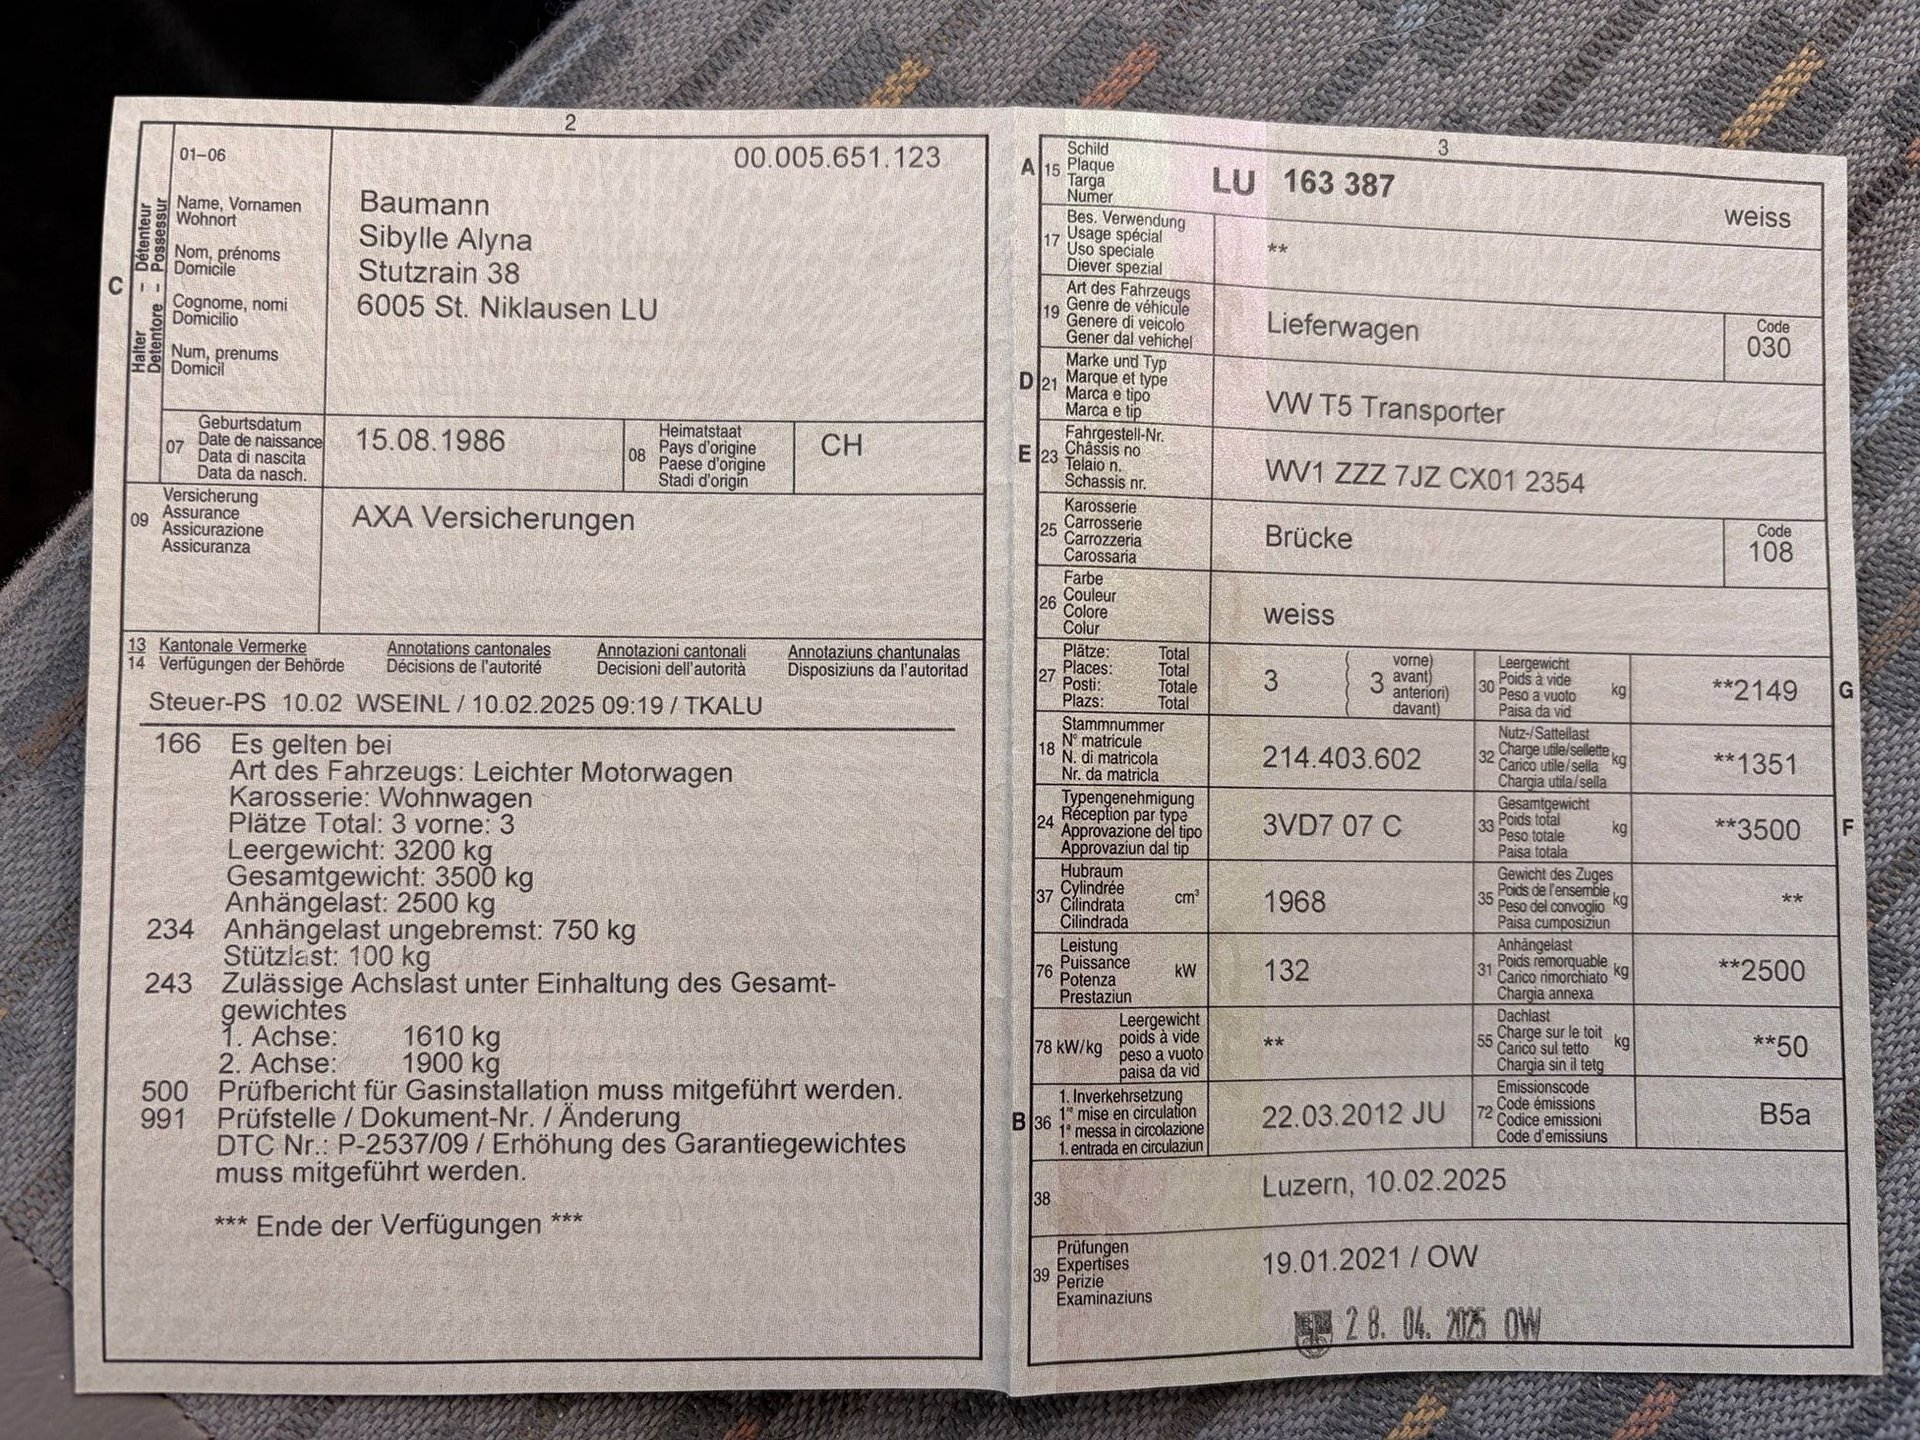 2
01–06
00.005.651.123
C
Halter – Détenteur
Detentore – Possessur
Name, Vornamen
Wohnort
Nom, prénoms
Domicile
Cognome, nomi
Domicilio
Num, prenums
Domicil
Baumann
Sibylle Alyna
Stutzrain 38
6005 St. Niklausen LU
07
Geburtsdatum
Date de naissance
Data di nascita
Data da nasch.
15.08.1986
08
Heimatstaat
Pays d'origine
Paese d'origine
Stadi d'origin
CH
09
Versicherung
Assurance
Assicurazione
Assicuranza
AXA Versicherungen
13 Kantonale Vermerke Annotations cantonales Annotazioni cantonali Annotaziuns chantunalas
14 Verfügungen der Behörde Décisions de l'autorité Decisioni dell'autorità Disposiziuns da l'autoritad
Steuer-PS 10.02 WSEINL / 10.02.2025 09:19 / TKALU
166 Es gelten bei
Art des Fahrzeugs: Leichter Motorwagen
Karosserie: Wohnwagen
Plätze Total: 3 vorne: 3
Leergewicht: 3200 kg
Gesamtgewicht: 3500 kg
Anhängelast: 2500 kg
234 Anhängelast ungebremst: 750 kg
Stützlast: 100 kg
243 Zulässige Achslast unter Einhaltung des Gesamt-
gewichtes
1. Achse: 1610 kg
2. Achse: 1900 kg
500 Prüfbericht für Gasinstallation muss mitgeführt werden.
991 Prüfstelle / Dokument-Nr. / Änderung
DTC Nr.: P-2537/09 / Erhöhung des Garantiegewichtes
muss mitgeführt werden.
*** Ende der Verfügungen ***
3
A 15
Schild
Plaque
Targa
Numer
LU 163 387
weiss
17
Bes. Verwendung
Usage spécial
Uso speciale
Diever spezial
**
19
Art des Fahrzeugs
Genre de véhicule
Genere di veicolo
Gener dal vehichel
Lieferwagen
Code
030
D 21
Marke und Typ
Marque et type
Marca e tipo
Marca e tip
VW T5 Transporter
E 23
Fahrgestell-Nr.
Châssis no
Telaio n.
Schassis nr.
WV1 ZZZ 7JZ CX01 2354
25
Karosserie
Carrosserie
Carrozzeria
Carossaria
Brücke
Code
108
26
Farbe
Couleur
Colore
Colur
weiss
27
Plätze: Total
Places: Total
Posti: Totale
Plazs: Total
3
3
vorne)
avant)
anteriori)
davant)
30
Leergewicht
Poids à vide
Peso a vuoto
Paisa da vid
kg
**2149
G
18
Stammnummer
N° matricule
N. di matricola
Nr. da matricla
214.403.602
32
Nutz-/Sattellast
Charge utile/sellette
Carico utile/sella
Chargia utila/sella
kg
**1351
24
Typengenehmigung
Réception par type
Approvazione del tipo
Approvaziun dal tip
3VD7 07 C
33
Gesamtgewicht
Poids total
Peso totale
Paisa totala
kg
**3500
F
37
Hubraum
Cylindrée
Cilindrata
Cilindrada
cm³
1968
35
Gewicht des Zuges
Poids de l'ensemble
Peso del convoglio
Paisa cumposiziun
kg
**
76
Leistung
Puissance
Potenza
Prestaziun
kW
132
31
Anhängelast
Poids remorquable
Carico rimorchiato
Chargia annexa
kg
**2500
78 kW/kg
Leergewicht
poids à vide
peso a vuoto
paisa da vid
**
55
Dachlast
Charge sur le toit
Carico sul tetto
Chargia sin il tetg
kg
**50
B 36
1. Inverkehrsetzung
1re mise en circulation
1a messa in circolazione
1. entrada en circulaziun
22.03.2012 JU
72
Emissionscode
Code émissions
Codice emissioni
Code d'emissiuns
B5a
38
Luzern, 10.02.2025
39
Prüfungen
Expertises
Perizie
Examinaziuns
19.01.2021 / OW
28. 04. 2025 OW